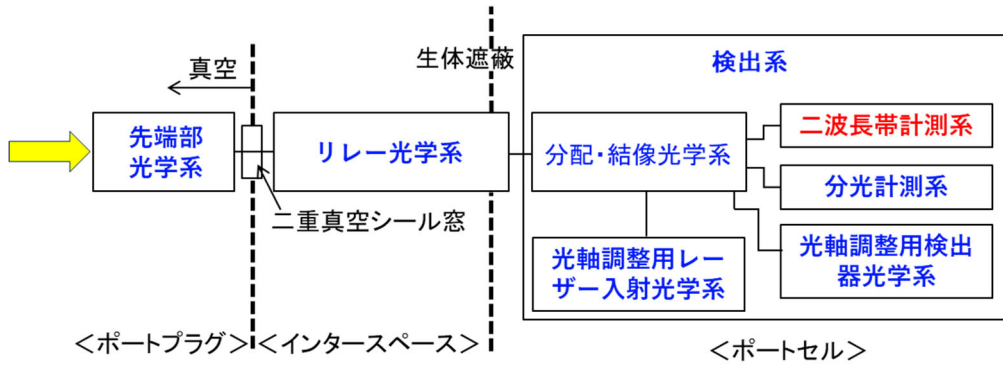 真空
生体遮蔽
検出系
先端部
光学系
リレー光学系
二重真空シール窓
分配・結像光学系
二波長帯計測系
分光計測系
光軸調整用レー
ザー入射光学系
光軸調整用検出
器光学系
＜ポートプラグ＞
＜インタースペース＞
＜ポートセル＞